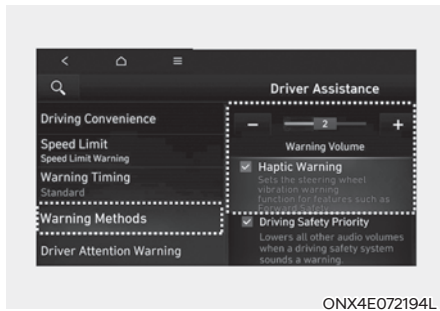 Driver Assistance
Driving Convenience
Speed Limit
Speed Limit Warning
Warning Timing
Standard
Warning Methods
Driver Attention Warning
− 2 +
Warning Volume
Haptic Warning
Sets the steering wheel
vibration warning
function for features such as
Forward Safety
Driving Safety Priority
Lowers all other audio volumes
when a driving safety system
sounds a warning.
ONX4E072194L